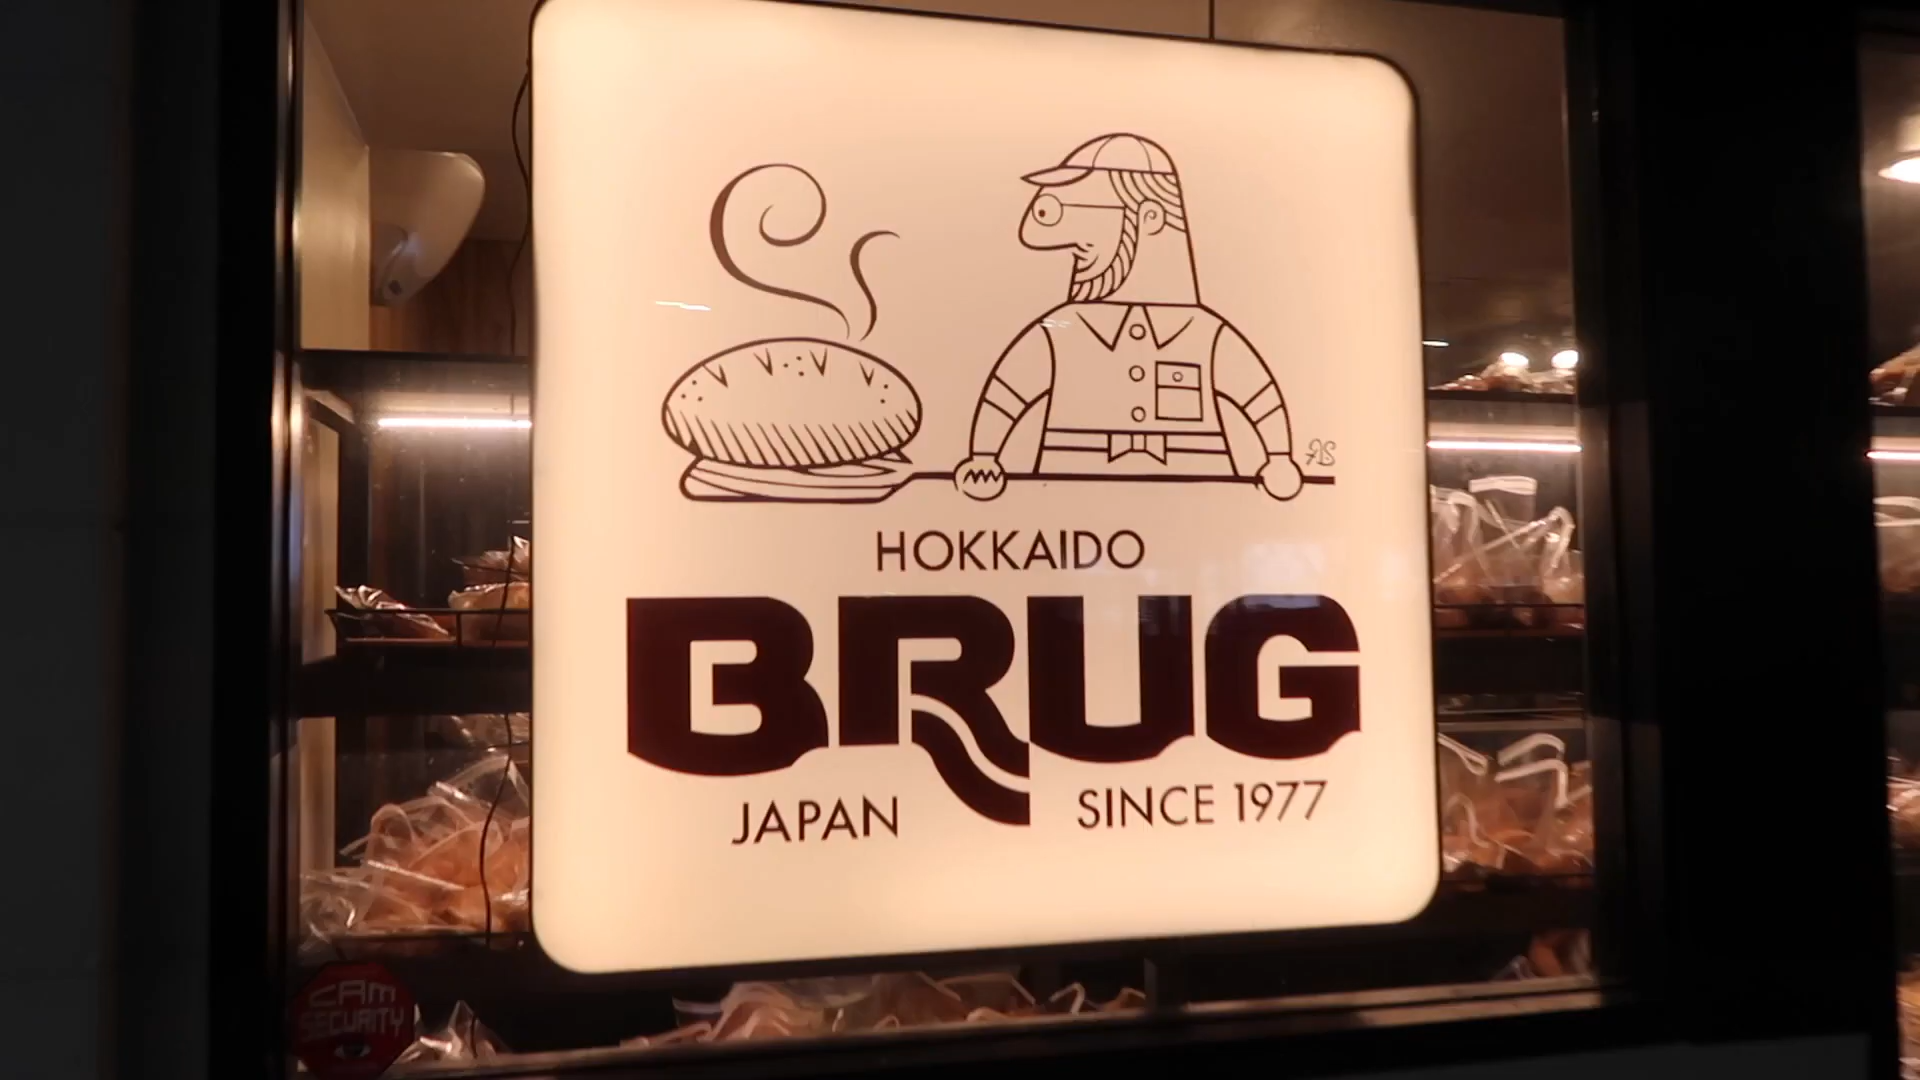 HOKKAIDO
BRUG
JAPAN SINCE 1977
CAM
SECURITY